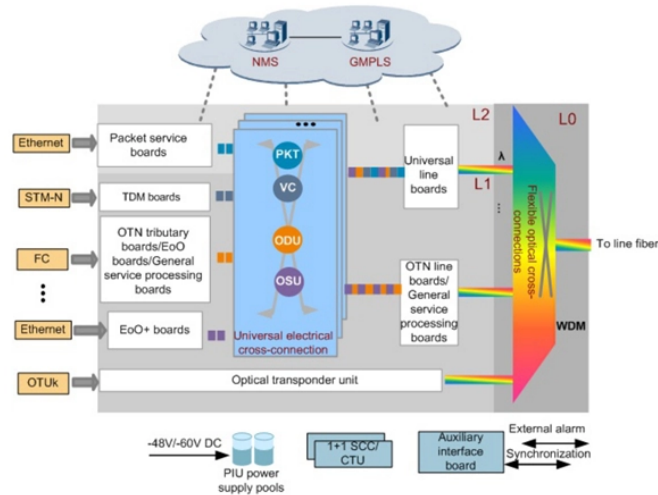 NMS
GMPLS
L2
L0
Ethernet
Packet service
boards
PKT
Universal
line
boards
λ
L1
STM-N
TDM boards
VC
...
FC
OTN tributary
boards/EoO
boards/General
service processing
boards
ODU
OSU
Flexible optical cross-
connections
To line fiber
OTN line
boards/
General
service
processing
boards
Ethernet
EoO+ boards
Universal electrical
cross-connection
WDM
OTUk
Optical transponder unit
-48V/-60V DC
PIU power
supply pools
1+1 SCC/
CTU
Auxiliary
interface
board
External alarm
Synchronization